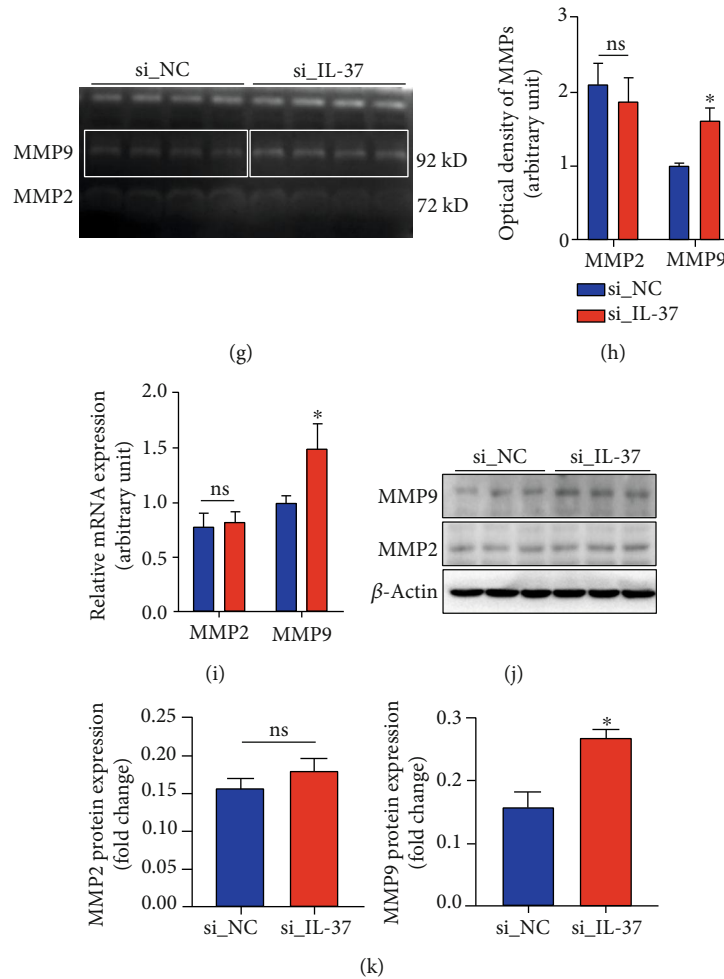 si_NC si_IL-37
MMP9
92 kD
MMP2
72 kD
(g)
Optical density of MMPs
(arbitrary unit)
3
2
1
0
ns
*
MMP2 MMP9
si_NC
si_IL-37
(h)
Relative mRNA expression
(arbitrary unit)
1.5
1.0
0.5
0.0
ns
*
MMP2 MMP9
(i)
si_NC si_IL-37
MMP9
MMP2
β-Actin
(j)
MMP2 protein expression
(fold change)
0.25
0.20
0.15
0.10
0.05
0.00
ns
si_NC si_IL-37
MMP9 protein expression
(fold change)
0.3
0.2
0.1
0.0
*
si_NC si_IL-37
(k)